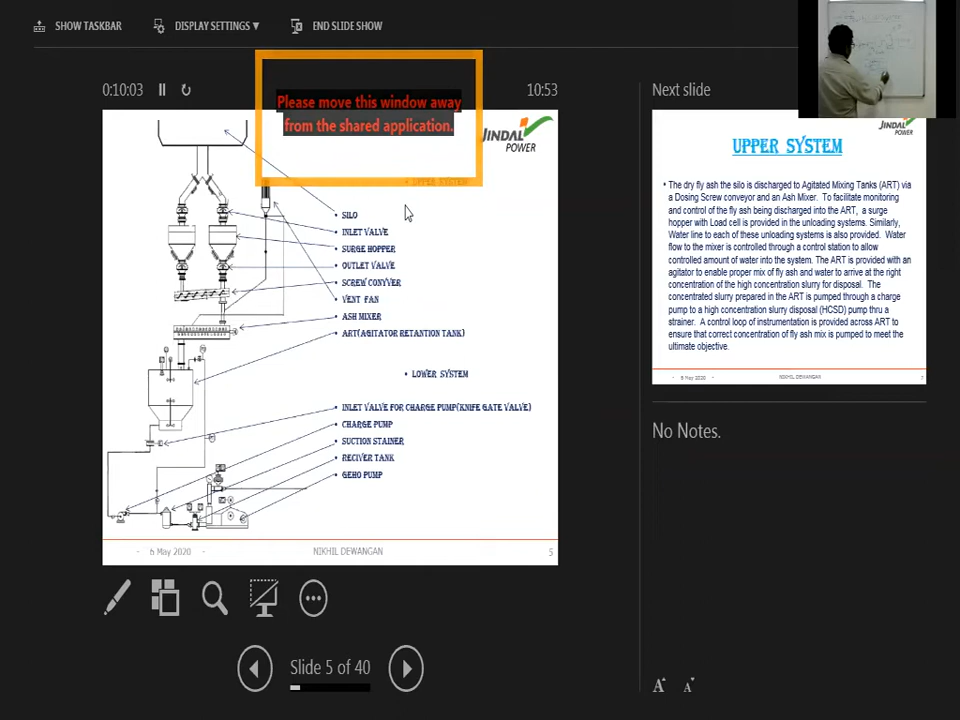 SHOW TASKBAR
DISPLAY SETTINGS ▼
END SLIDE SHOW
0:10:03
10:53
Next slide
Please move this window away
from the shared application.
JINDAL
POWER
• UPPER SYSTEM
• SILO
• INLET VALVE
• SURGE HOPPER
• OUTLET VALVE
• SCREW CONYVER
• VENT FAN
• ASH MIXER
• ART(AGITATOR RETANTION TANK)
• LOWER SYSTEM
• INLET VALVE FOR CHARGE PUMP(KNIFE GATE VALVE)
• CHARGE PUMP
• SUCTION STAINER
• RECIVER TANK
• GEHO PUMP
- 6 May 2020 -
NIKHIL DEWANGAN
5
JINDAL
POWER
UPPER SYSTEM
• The dry fly ash the silo is discharged to Agitated Mixing Tanks (ART) via
a Dosing Screw conveyor and an Ash Mixer. To facilitate monitoring
and control of the fly ash being discharged into the ART, a surge
hopper with Load cell is provided in the unloading systems. Similarly,
Water line to each of these unloading systems is also provided. Water
flow to the mixer is controlled through a control station to allow
controlled amount of water into the system. The ART is provided with an
agitator to enable proper mix of fly ash and water to arrive at the right
concentration of the high concentration slurry for disposal. The
concentrated slurry prepared in the ART is pumped through a charge
pump to a high concentration slurry disposal (HCSD) pump thru a
strainer. A control loop of instrumentation is provided across ART to
ensure that correct concentration of fly ash mix is pumped to meet the
ultimate objective.
- 6 May 2020 -
NIKHIL DEWANGAN
7
No Notes.
Slide 5 of 40
A A